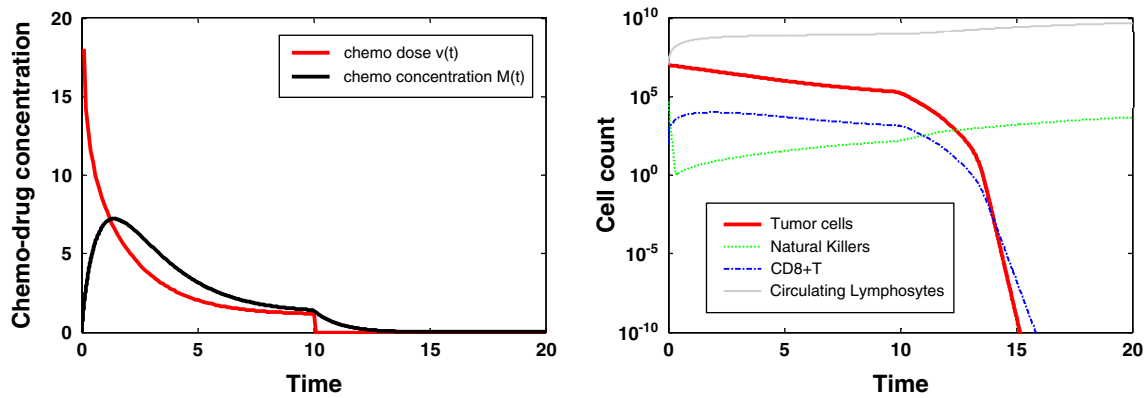 20
15
10
5
0
Chemo-drug concentration
chemo dose v(t)
chemo concentration M(t)
0 5 10 15 20
Time
10^10
10^5
10^0
10^-5
10^-10
Cell count
Tumor cells
Natural Killers
CD8+T
Circulating Lymphosytes
0 5 10 15 20
Time